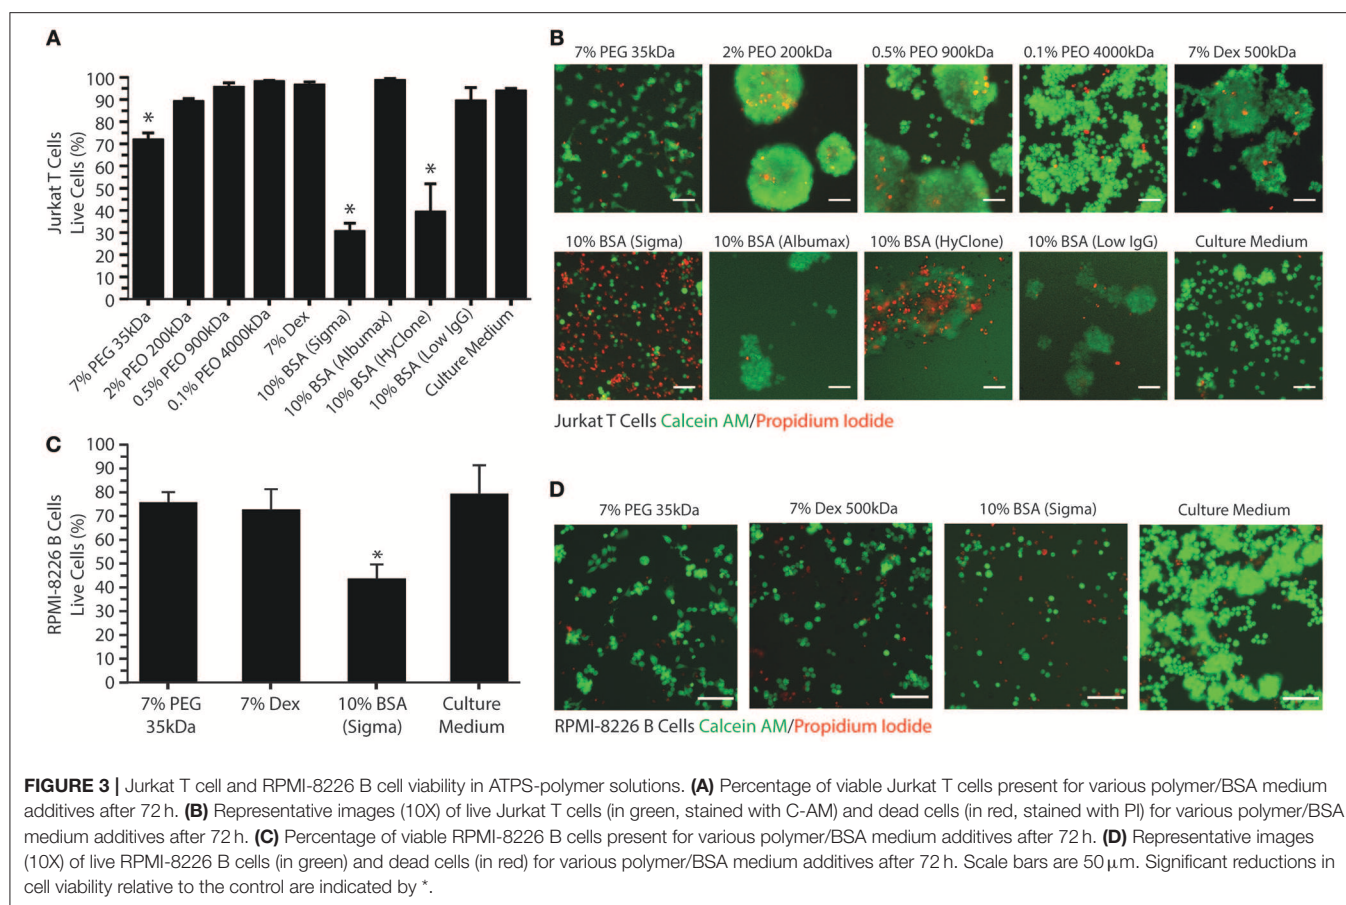 A
Jurkat T Cells
Live Cells (%)
100
90
80
70
60
50
40
30
20
10
0
*
*
*
7% PEG 35kDa
2% PEO 200kDa
0.5% PEO 900kDa
0.1% PEO 4000kDa
7% Dex
10% BSA (Sigma)
10% BSA (Albumax)
10% BSA (HyClone)
10% BSA (Low IgG)
Culture Medium
B
7% PEG 35kDa
2% PEO 200kDa
0.5% PEO 900kDa
0.1% PEO 4000kDa
7% Dex 500kDa
10% BSA (Sigma)
10% BSA (Albumax)
10% BSA (HyClone)
10% BSA (Low IgG)
Culture Medium
Jurkat T Cells Calcein AM/Propidium Iodide
C
RPMI-8226 B Cells
Live Cells (%)
100
90
80
70
60
50
40
30
20
10
0
*
7% PEG
35kDa
7% Dex
10% BSA
(Sigma)
Culture
Medium
D
7% PEG 35kDa
7% Dex 500kDa
10% BSA (Sigma)
Culture Medium
RPMI-8226 B Cells Calcein AM/Propidium Iodide
FIGURE 3 | Jurkat T cell and RPMI-8226 B cell viability in ATPS-polymer solutions. (A) Percentage of viable Jurkat T cells present for various polymer/BSA medium
additives after 72 h. (B) Representative images (10X) of live Jurkat T cells (in green, stained with C-AM) and dead cells (in red, stained with PI) for various polymer/BSA
medium additives after 72 h. (C) Percentage of viable RPMI-8226 B cells present for various polymer/BSA medium additives after 72 h. (D) Representative images
(10X) of live RPMI-8226 B cells (in green) and dead cells (in red) for various polymer/BSA medium additives after 72 h. Scale bars are 50 μm. Significant reductions in
cell viability relative to the control are indicated by *.